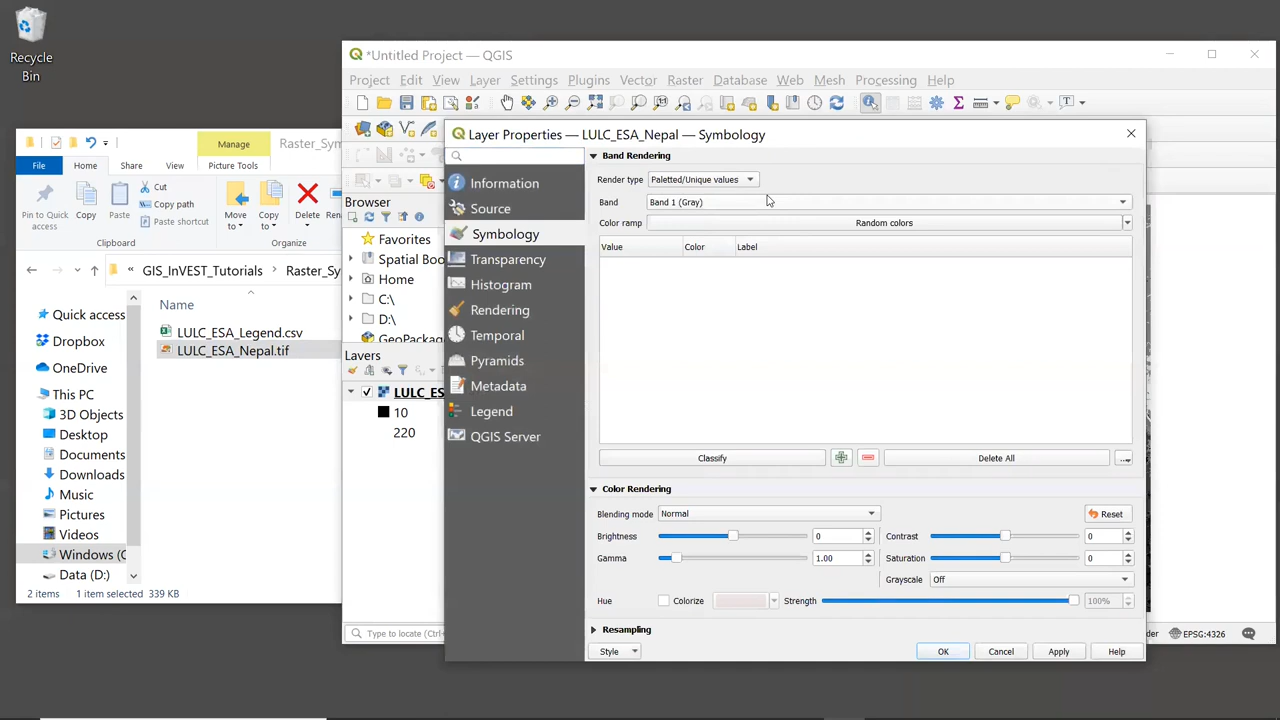 Recycle
Bin
*Untitled Project — QGIS
Project Edit View Layer Settings Plugins Vector Raster Database Web Mesh Processing Help
Manage
Raster_Sy
File Home Share View Picture Tools
Pin to Quick
access
Copy
Paste
Cut
Copy path
Shortcut
Move
to
Copy
to
Delete
Clipboard
Organize
GIS_InVEST_Tutorials Raster_Sy
Name
LULC_ESA_Legend.csv
LULC_ESA_Nepal.tif
Quick access
Dropbox
OneDrive
This PC
3D Objects
Desktop
Documents
Downloads
Music
Pictures
Videos
Windows (C
Data (D:)
2 items 1 item selected 339 KB
Browser
Favorites
Spatial Boo
Home
C:\
D:\
GeoPackag
Layers
LULC_ES
10
220
Type to locate (Ctrl+
Layer Properties — LULC_ESA_Nepal — Symbology
Information
Source
Symbology
Transparency
Histogram
Rendering
Temporal
Pyramids
Metadata
Legend
QGIS Server
Band Rendering
Render type Paletted/Unique values
Band Band 1 (Gray)
Color ramp Random colors
Value Color Label
Classify Delete All ...
Color Rendering
Blending mode Normal Reset
Brightness 0 Contrast 0
Gamma 1.00 Saturation 0
Grayscale Off
Hue Colorize Strength 100%
Resampling
Style OK Cancel Apply Help
der EPSG:4326